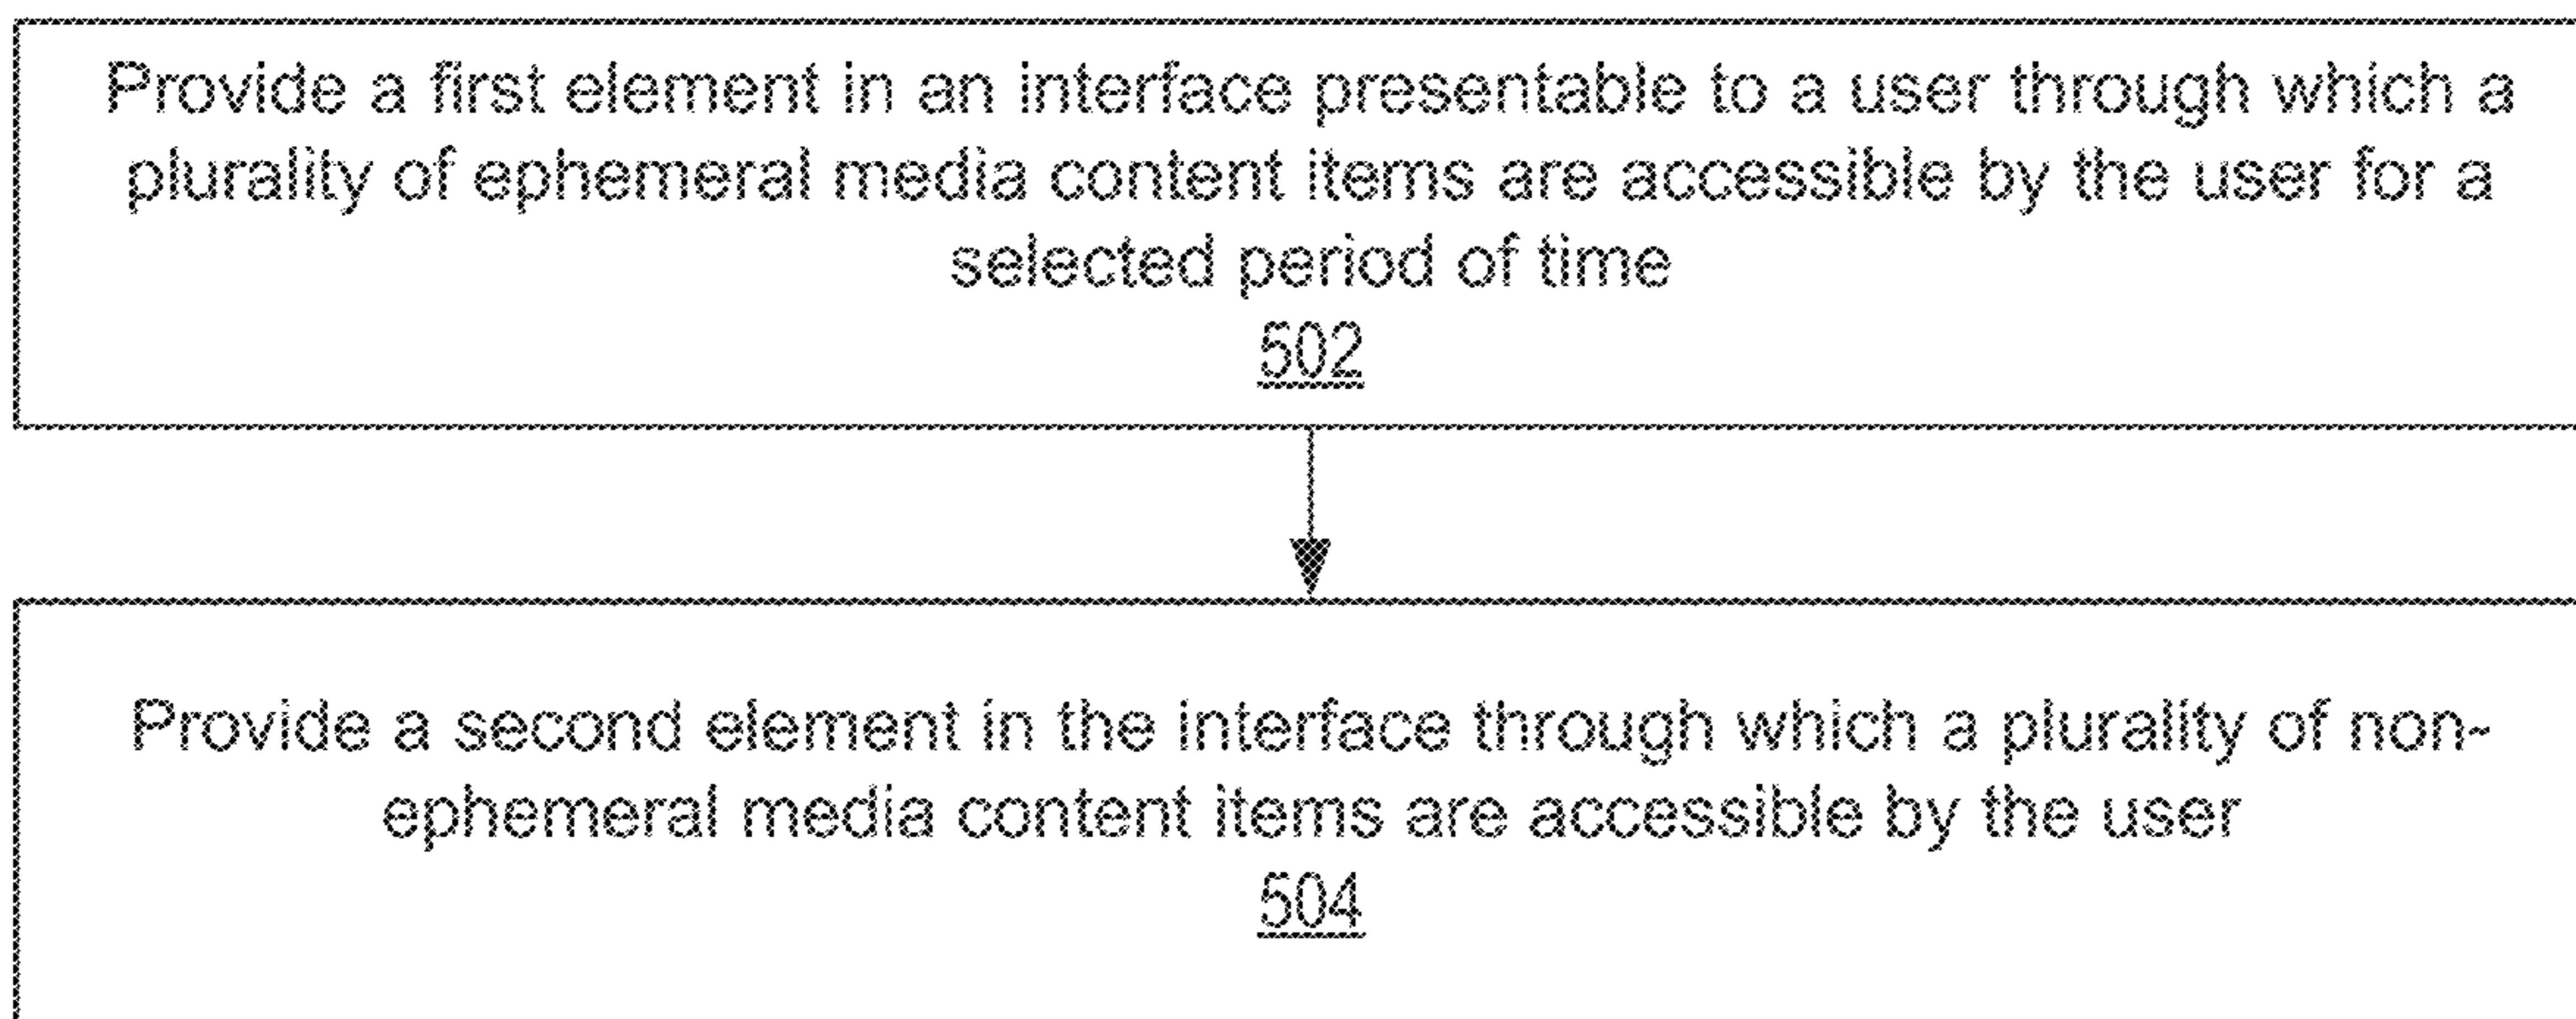 Provide a first element in an interface presentable to a user through which a
plurality of ephemeral media content items are accessible by the user for a
selected period of time
502
Provide a second element in the interface through which a plurality of non-
ephemeral media content items are accessible by the user
504